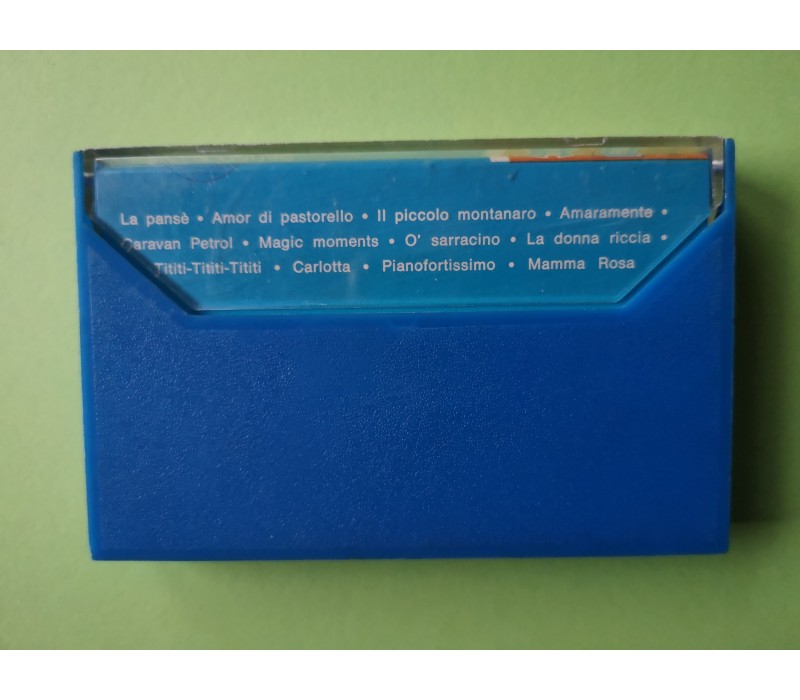 La pansè • Amor di pastorello • Il piccolo montanaro • Amaramente •
Caravan Petrol • Magic moments • O' sarracino • La donna riccia •
Tititi-Tititi-Tititi • Carlotta • Pianofortissimo • Mamma Rosa